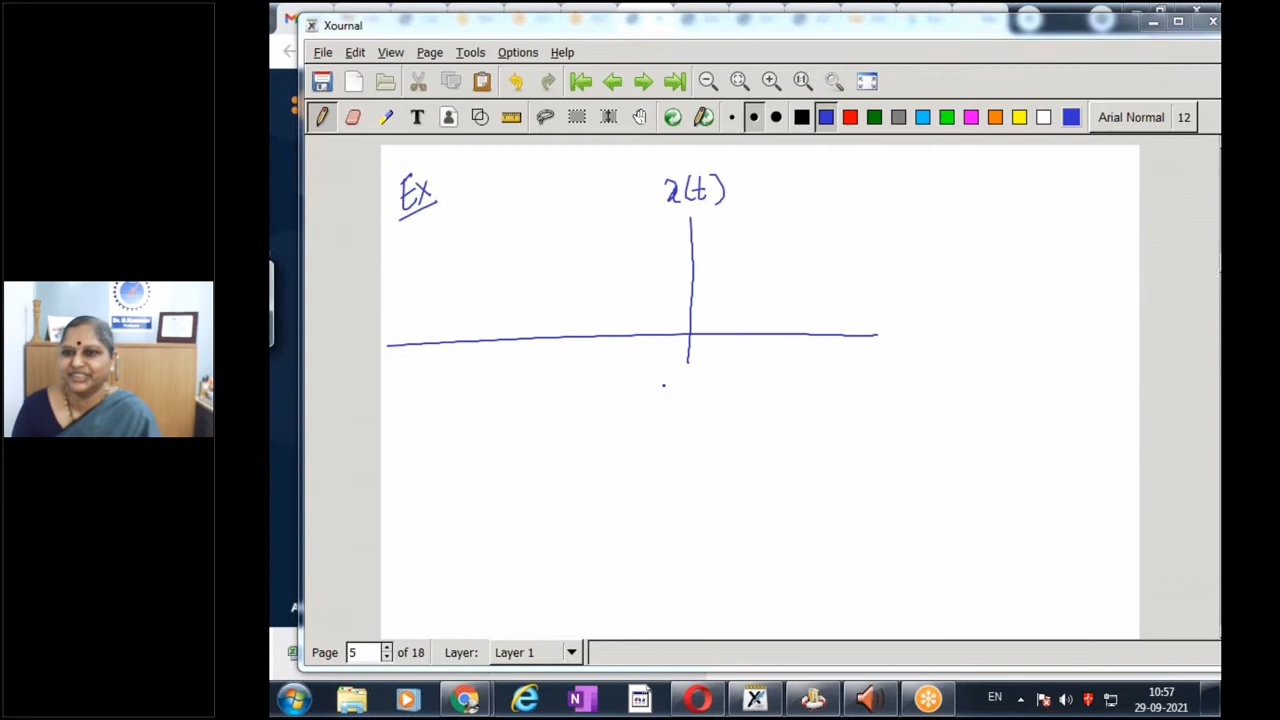 Xournal
File Edit View Page Tools Options Help
Arial Normal 12
Ex x(t)
Page 5 of 18 Layer: Layer 1
EN 10:57
29-09-2021